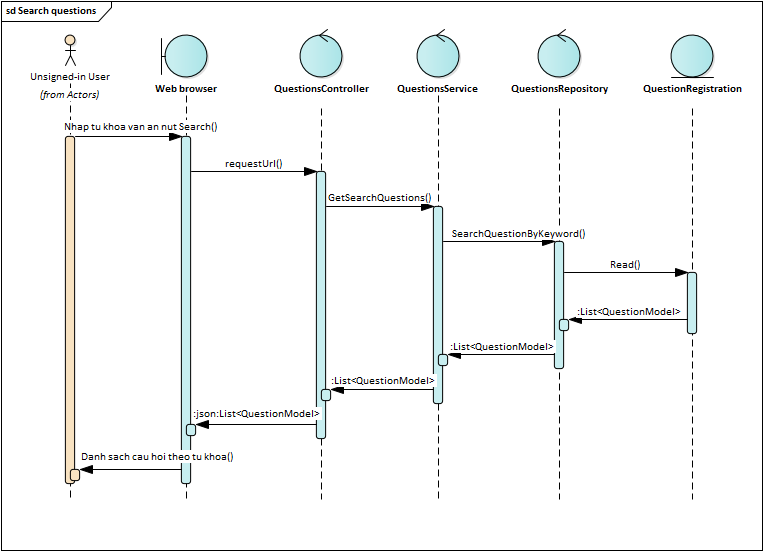 sd Search questions
Unsigned-in User
(from Actors)
Web browser
QuestionsController
QuestionsService
QuestionsRepository
QuestionRegistration
Nhap tu khoa van an nut Search()
requestUrl()
GetSearchQuestions()
SearchQuestionByKeyword()
Read()
:List<QuestionModel>
:List<QuestionModel>
:List<QuestionModel>
:json:List<QuestionModel>
Danh sach cau hoi theo tu khoa()